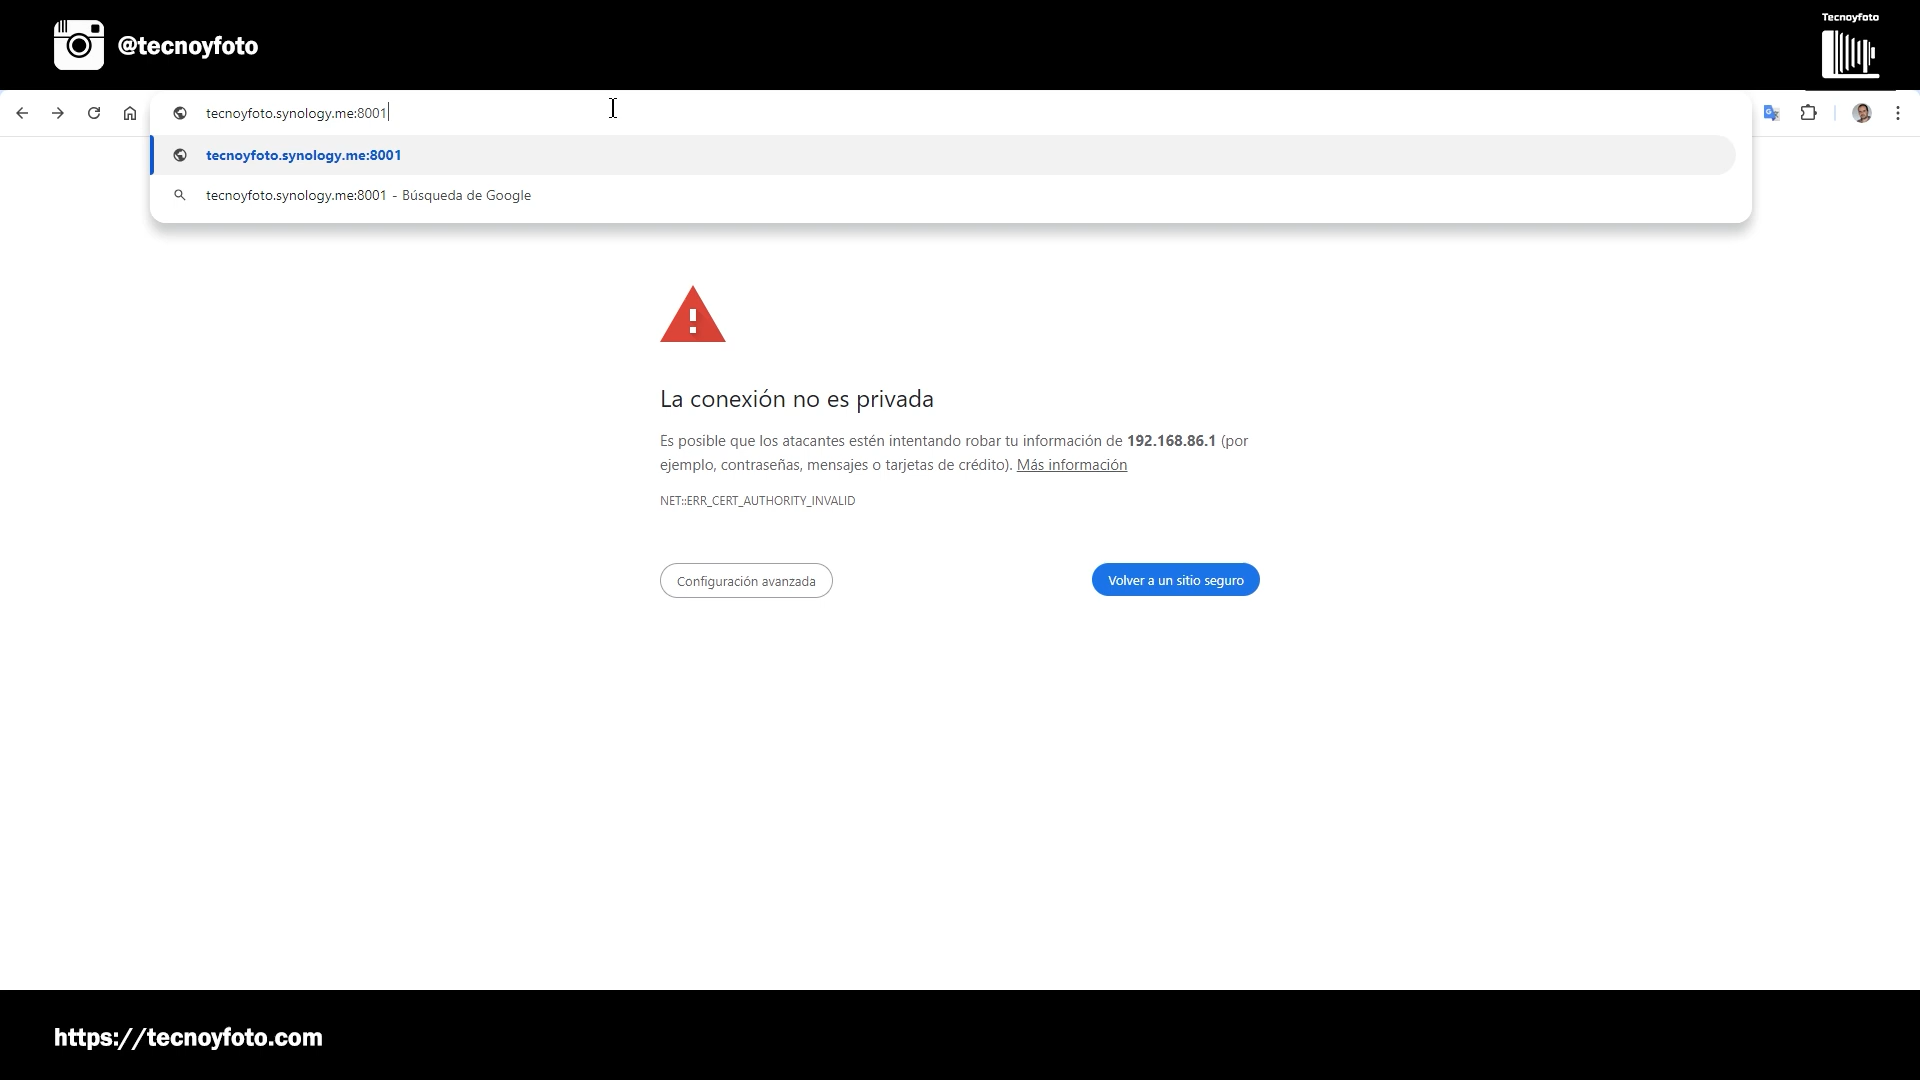 @tecnoyfoto
Tecnoyfoto
tecnoyfoto.synology.me:8001
tecnoyfoto.synology.me:8001
tecnoyfoto.synology.me:8001 - Búsqueda de Google
La conexión no es privada
Es posible que los atacantes estén intentando robar tu información de 192.168.86.1 (por
ejemplo, contraseñas, mensajes o tarjetas de crédito). Más información
NET::ERR_CERT_AUTHORITY_INVALID
Configuración avanzada
Volver a un sitio seguro
https://tecnoyfoto.com